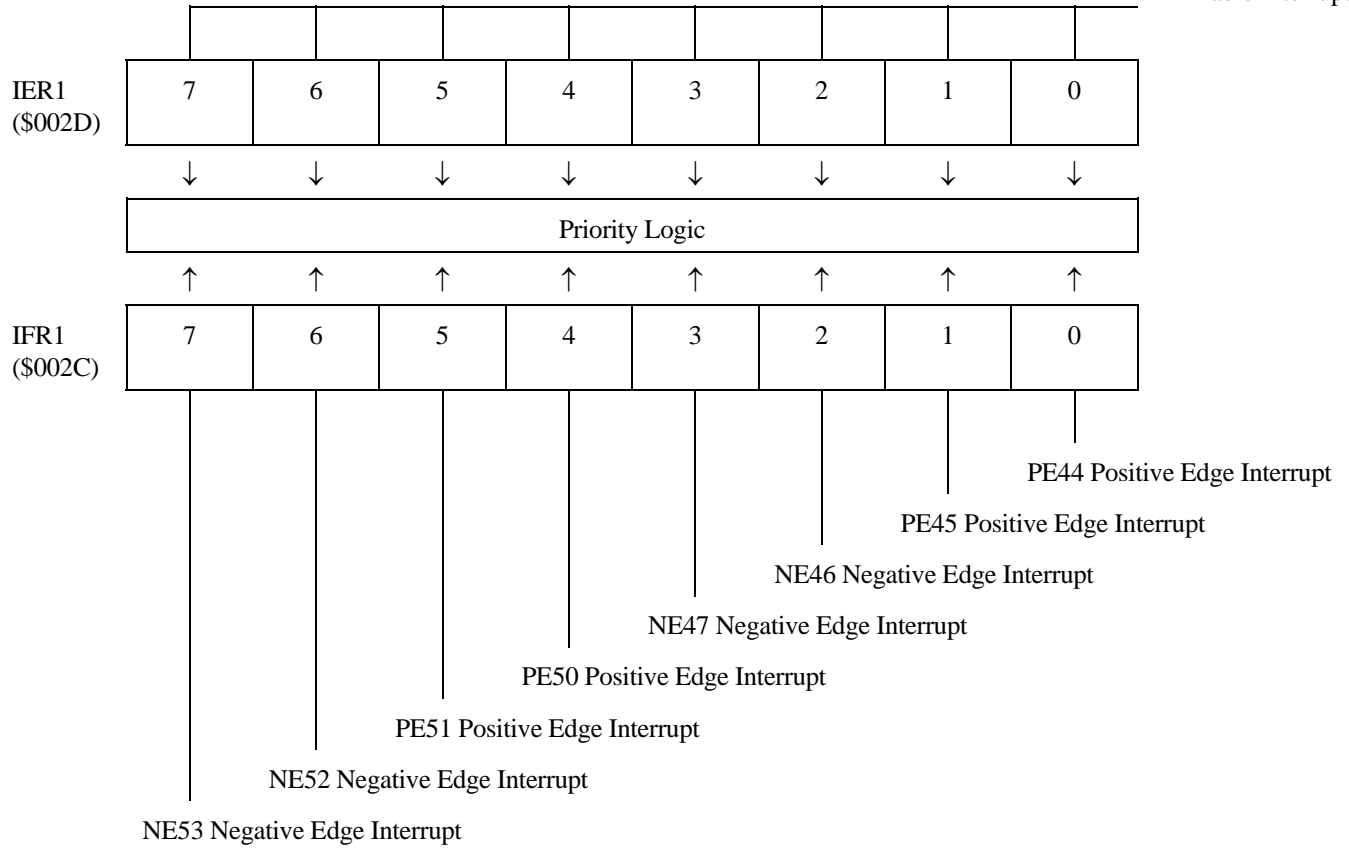 IER1
($002D)
7 6 5 4 3 2 1 0
↓ ↓ ↓ ↓ ↓ ↓ ↓ ↓
Priority Logic
↑ ↑ ↑ ↑ ↑ ↑ ↑ ↑
IFR1
($002C)
7 6 5 4 3 2 1 0
PE44 Positive Edge Interrupt
PE45 Positive Edge Interrupt
NE46 Negative Edge Interrupt
NE47 Negative Edge Interrupt
PE50 Positive Edge Interrupt
PE51 Positive Edge Interrupt
NE52 Negative Edge Interrupt
NE53 Negative Edge Interrupt